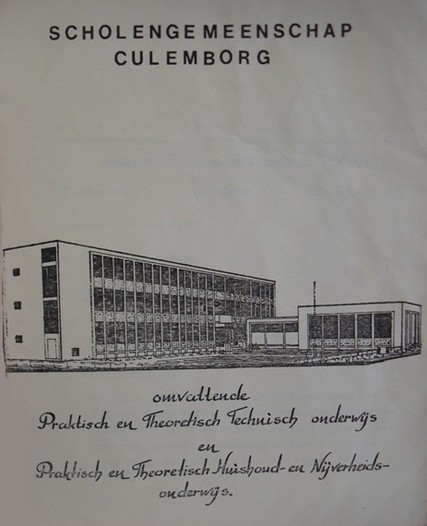 SCHOLENGEMEENSCHAP
CULEMBORG
omvattende
Praktisch en Theoretisch Technisch onderwijs
en
Praktisch en Theoretisch Huishoud- en Nijverheids-
onderwijs.